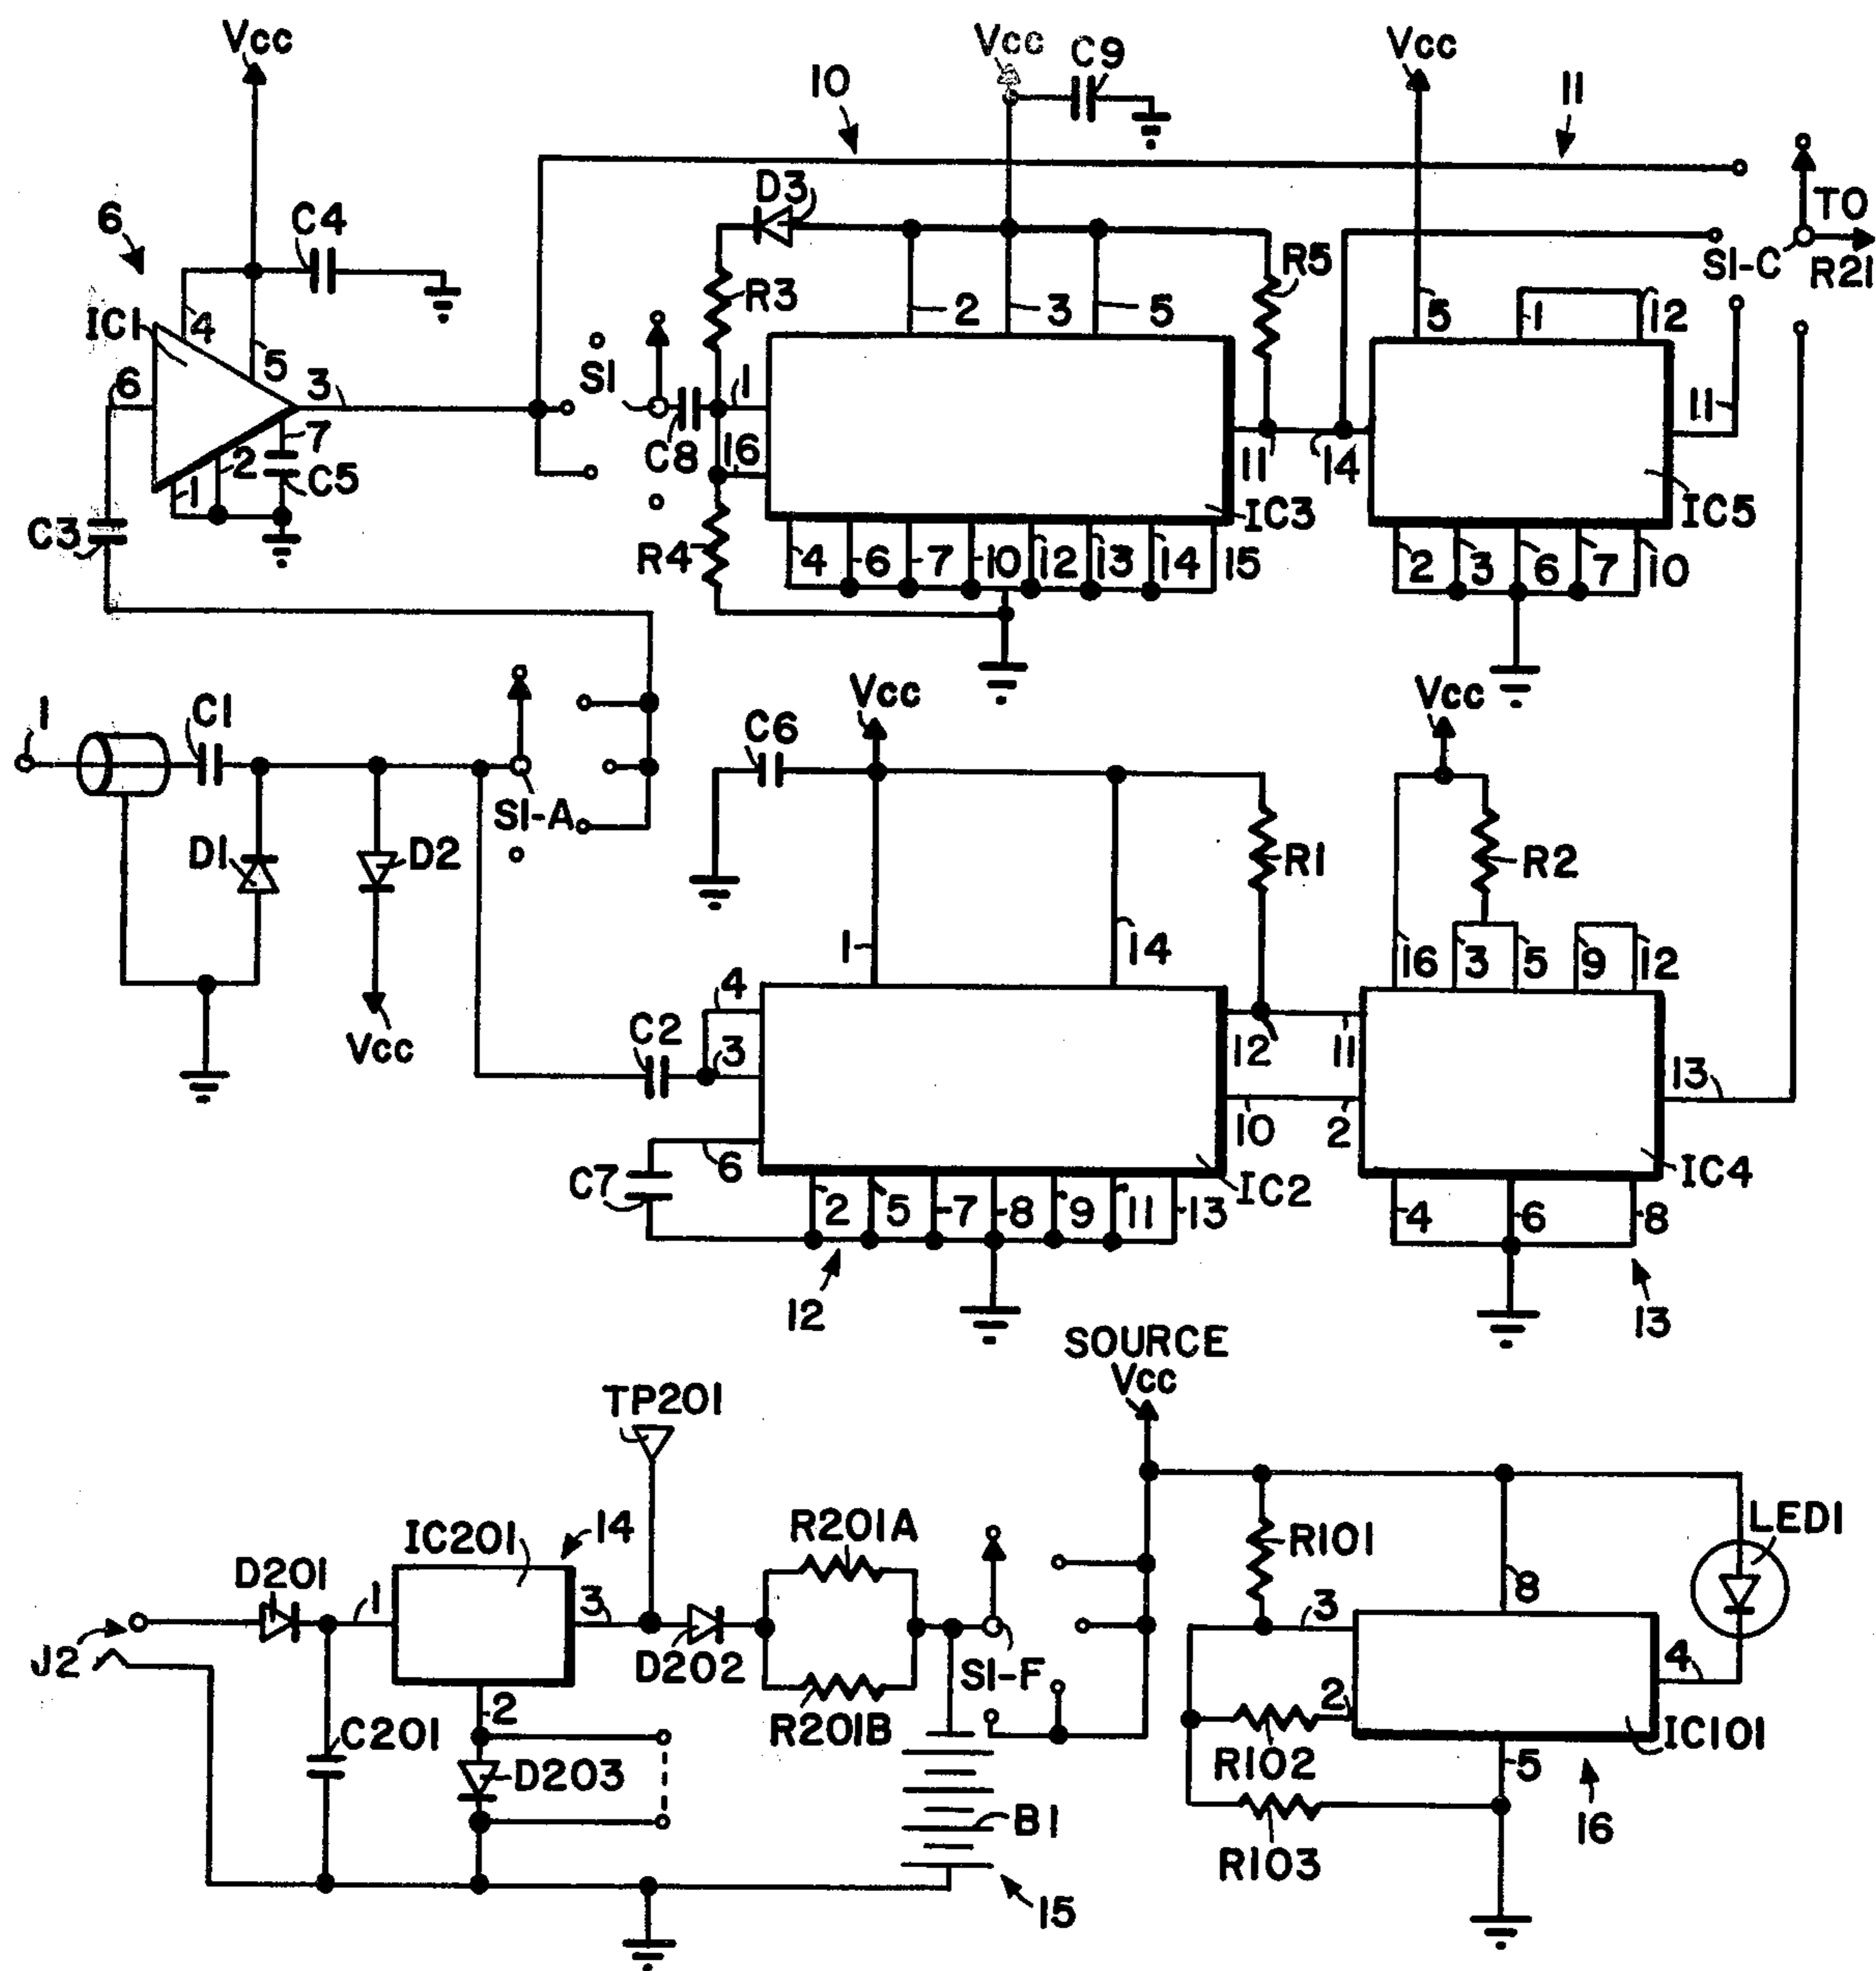 Vcc
Vcc
C9
Vcc
10
11
6
C4
D3
TO
S1-C
R21
IC1
4
R3
2
3
5
R5
5
1
12
6
5
3
S1
1
11
7
C8
16
11
14
2
C5
1
IC3
IC5
C3
R4
4
6
7
10
12
13
14
15
2
3
6
7
10
Vcc
Vcc
1
C1
C6
S1-A
D1
D2
R1
R2
1
14
16
3
5
9
12
4
C2
Vcc
3
12
11
13
10
2
6
C7
IC2
IC4
2
5
7
8
9
11
13
4
6
8
12
13
SOURCE
Vcc
TP201
IC201
14
R201A
R101
LED1
D201
8
1
3
3
J2
D202
S1-F
4
2
2
R201B
C201
R102
IC101
D203
5
B1
16
R103
15